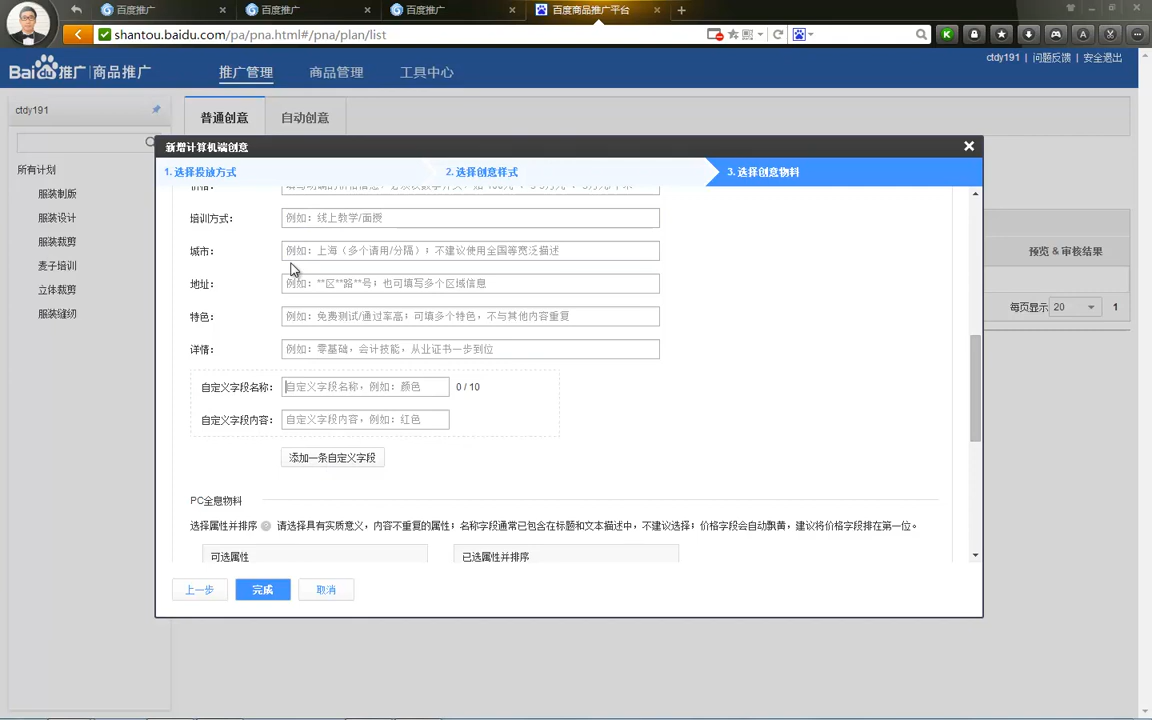 百度推广 百度推广 百度推广 百度商品推广平台
shantou.baidu.com/pa/pna.html#/pna/plan/list
Bai du 推广 | 商品推广 推广管理 商品管理 工具中心 ctdy191 | 问题反馈 | 安全退出
ctdy191 普通创意 自动创意
新增计算机端创意
1. 选择投放方式 2. 选择创意样式 3. 选择创意物料
所有计划
服装制版
服装设计
服装裁剪
麦子培训
立体裁剪
服装缝纫
培训方式: 例如: 线上教学/面授
城市: 例如: 上海（多个请用/分隔）; 不建议使用全国等宽泛描述
地址: 例如: **区**路**号; 也可填写多个区域信息
特色: 例如: 免费测试/通过率高; 可填多个特色, 不与其他内容重复
详情: 例如: 零基础, 会计技能, 从业证书一步到位
自定义字段名称: 自定义字段名称, 例如: 颜色 0 / 10
自定义字段内容: 自定义字段内容, 例如: 红色
添加一条自定义字段
PC全息物料
选择属性并排序 请选择具有实质意义, 内容不重复的属性; 名称字段通常已包含在标题和文本描述中, 不建议选择; 价格字段会自动飘黄, 建议将价格字段排在第一位。
可选属性 已选属性并排序
上一步 完成 取消
预览 & 审核结果
每页显示 20 1